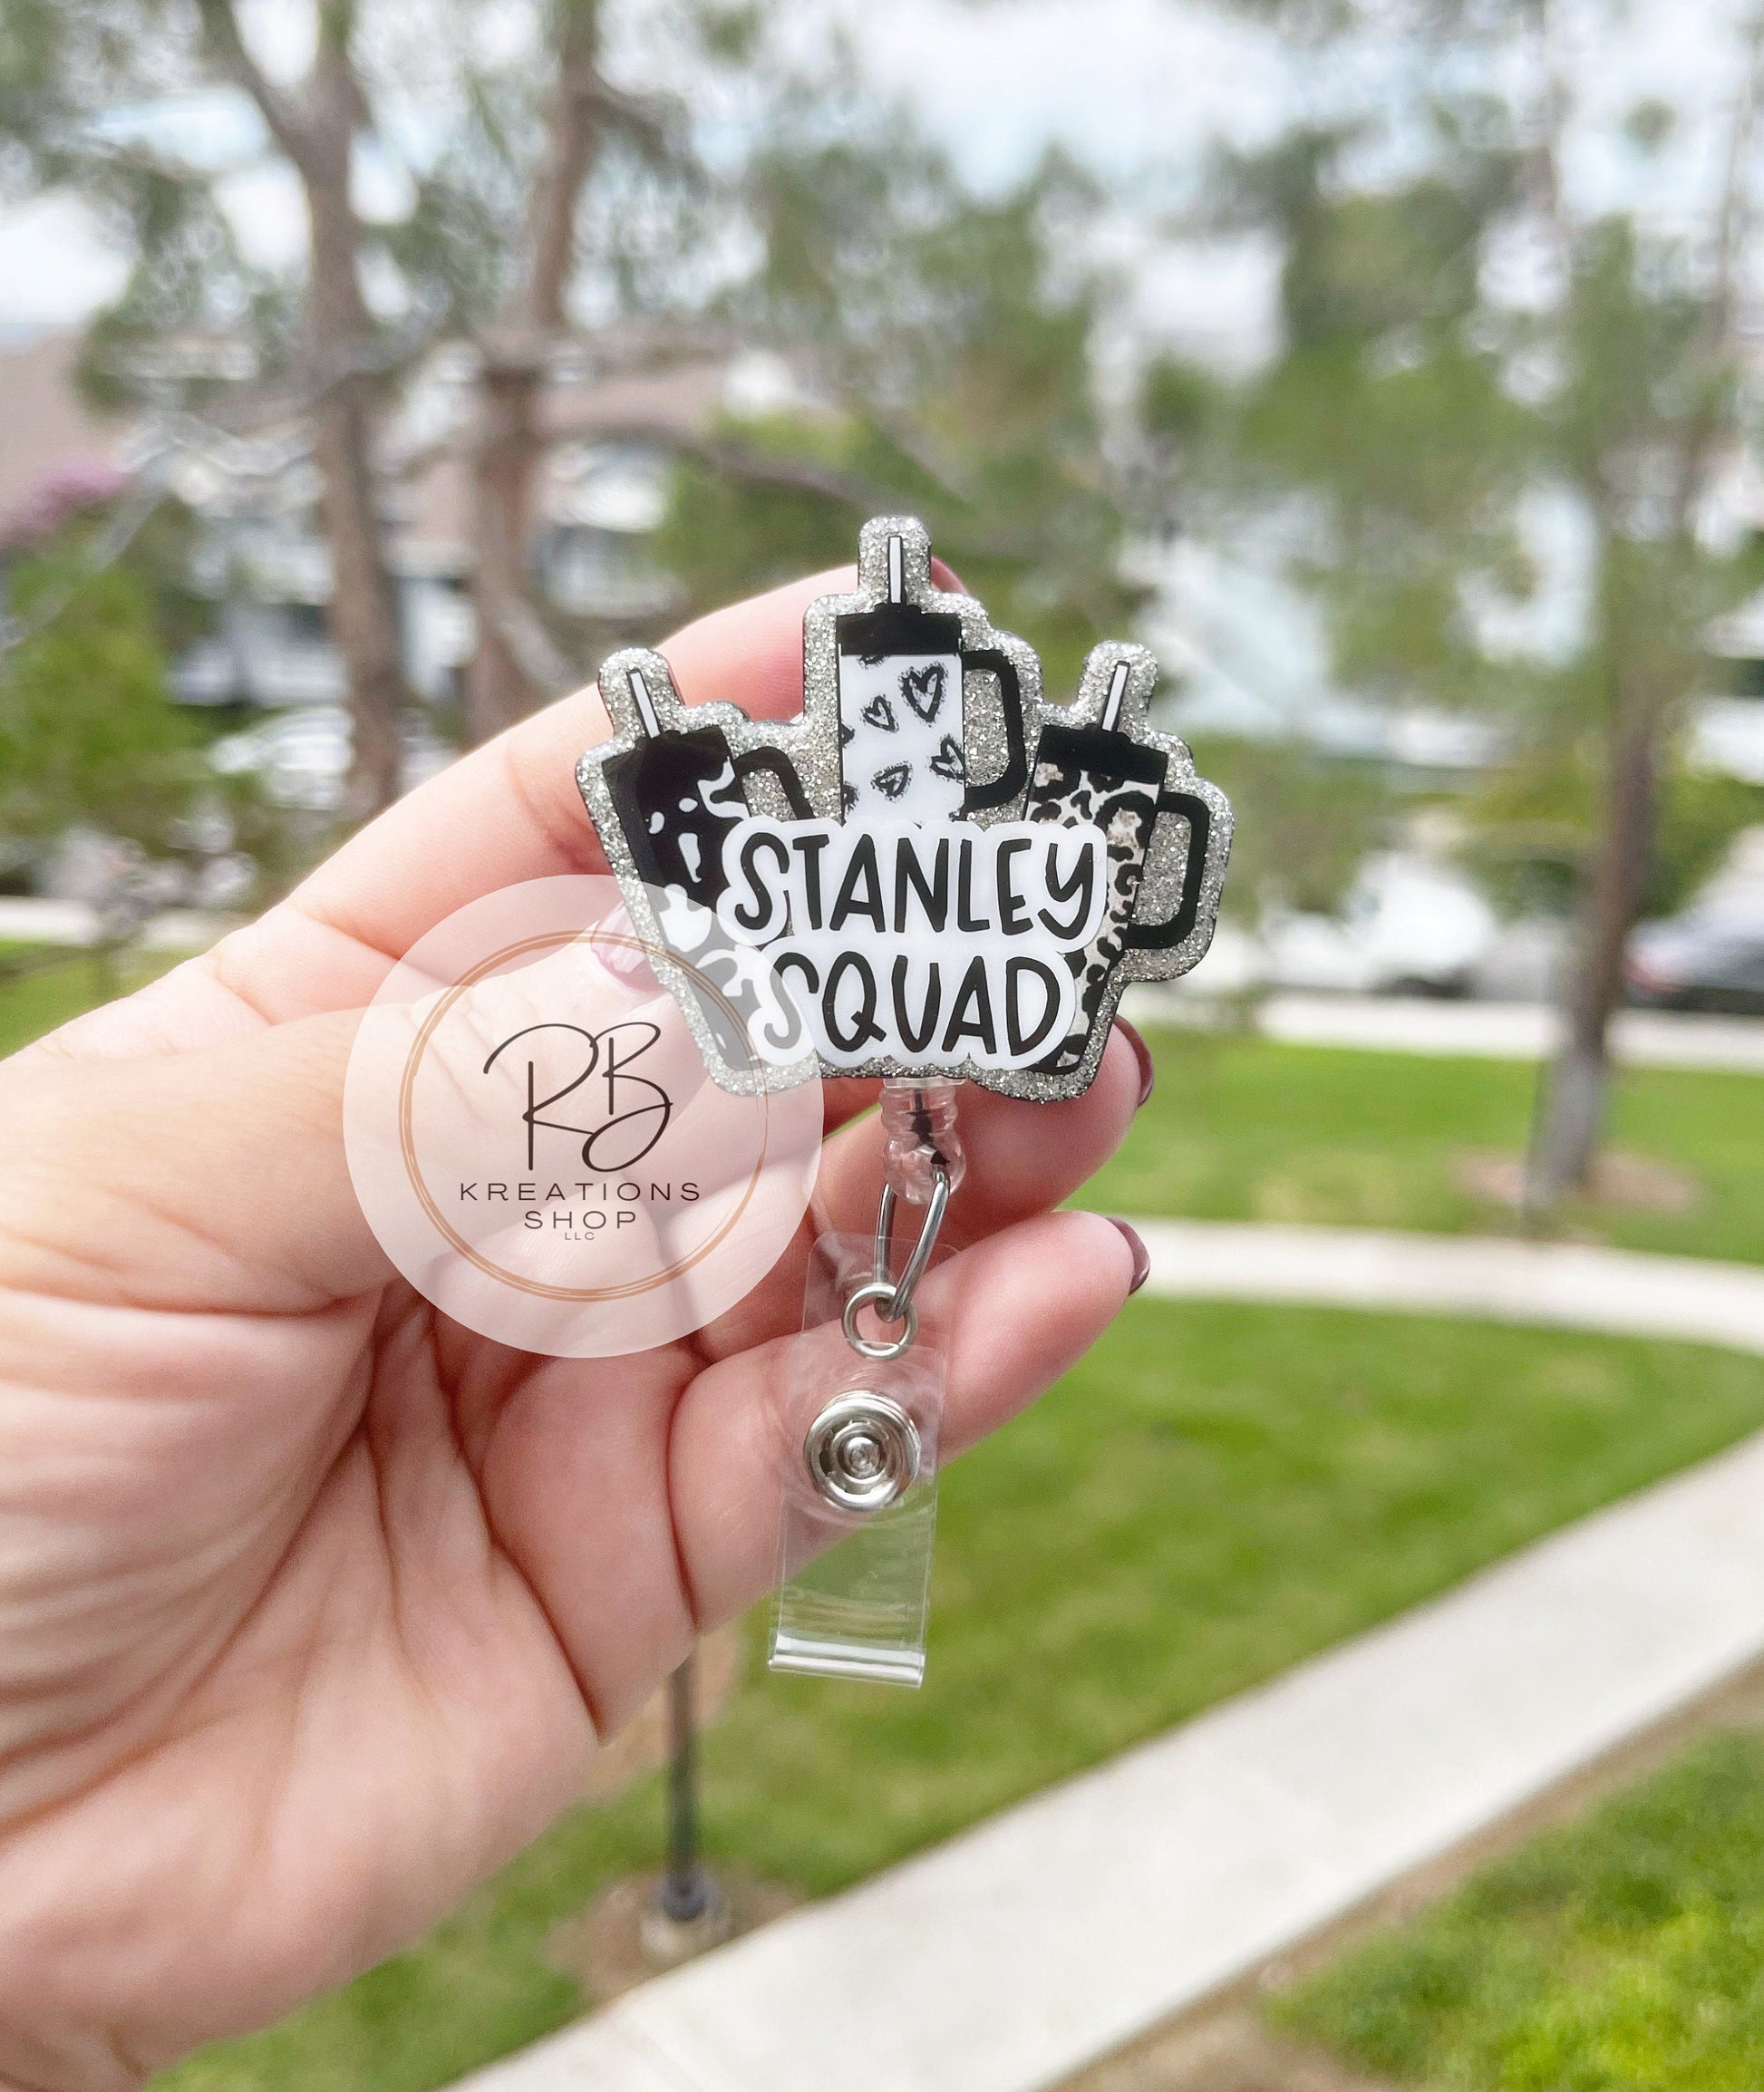 STANLEY
SQUAD
RB
KREATIONS
SHOP
LLC